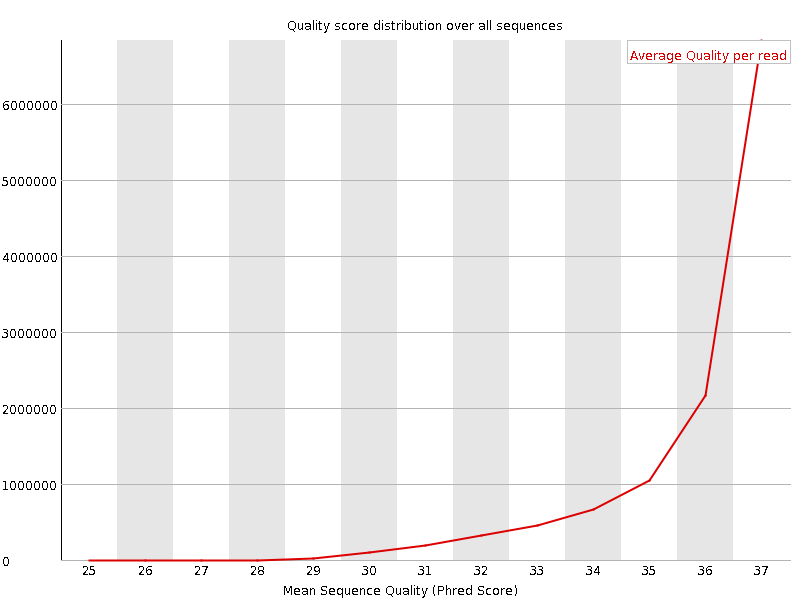 Quality score distribution over all sequences
Average Quality per read
6000000
5000000
4000000
3000000
2000000
1000000
0
25 26 27 28 29 30 31 32 33 34 35 36 37
Mean Sequence Quality (Phred Score)